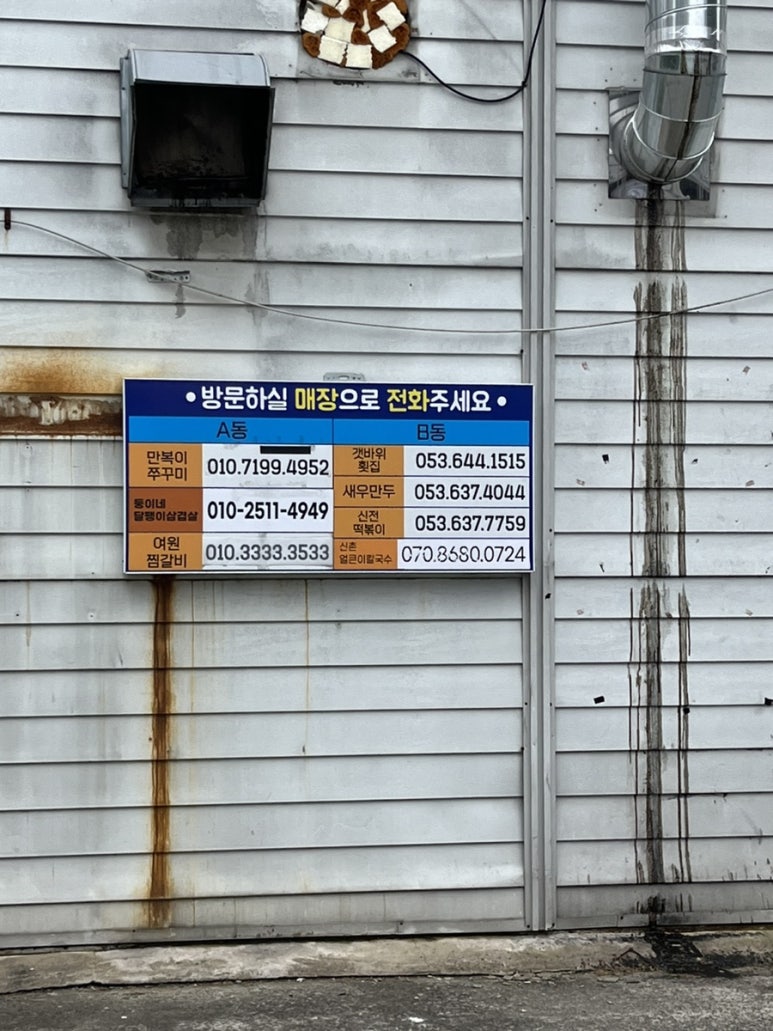 • 방문하실 매장으로 전화주세요 •
A동
만복이
쭈꾸미
010.7199.4952
둥이네
달팽이삼겹살
010-2511-4949
여원
찜갈비
010.3333.3533
B동
갯바위
횟집
053.644.1515
새우만두
053.637.4044
신전
떡볶이
053.637.7759
신촌
얼큰이칼국수
070.8680.0724